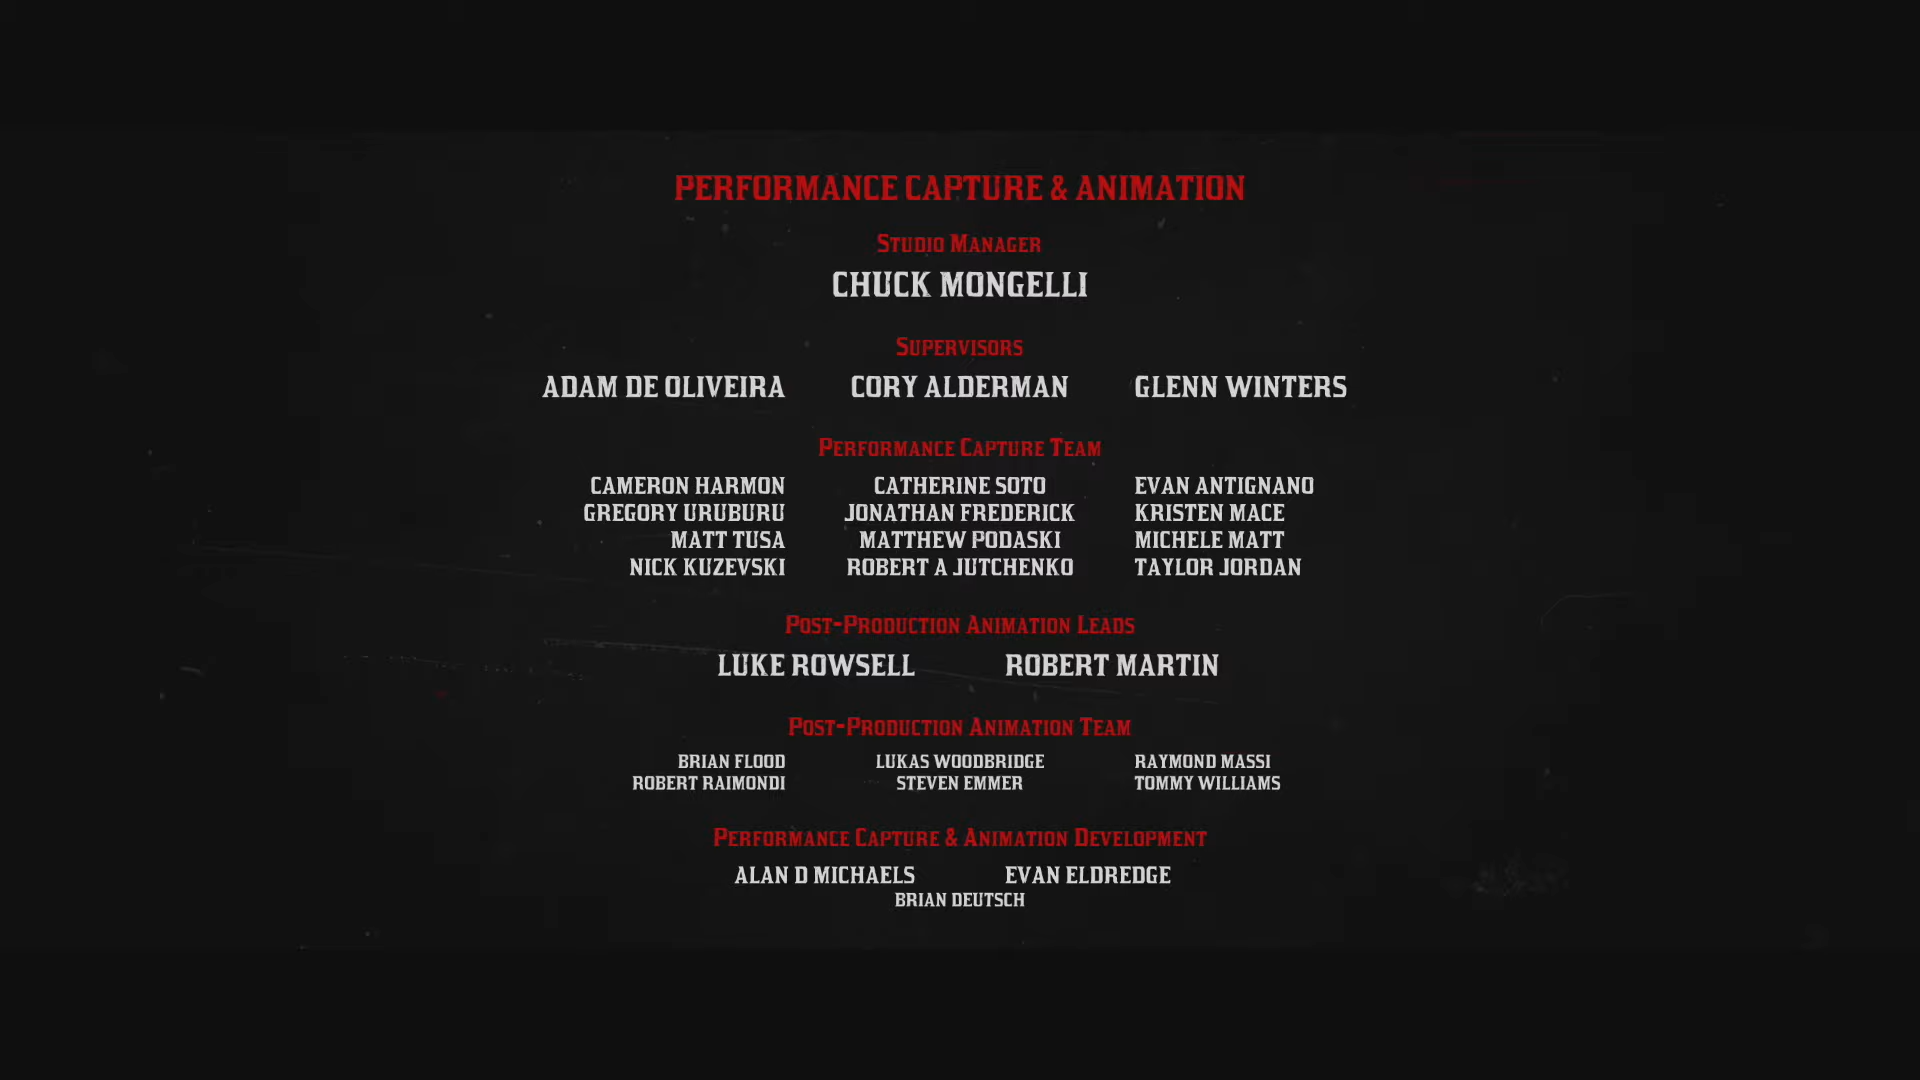 PERFORMANCE CAPTURE & ANIMATION
STUDIO MANAGER
CHUCK MONGELLI
SUPERVISORS
ADAM DE OLIVEIRA CORY ALDERMAN GLENN WINTERS
PERFORMANCE CAPTURE TEAM
CAMERON HARMON CATHERINE SOTO EVAN ANTIGNANO
GREGORY URUBURU JONATHAN FREDERICK KRISTEN MACE
MATT TUSA MATTHEW PODASKI MICHELE MATT
NICK KUZEVSKI ROBERT A JUTCHENKO TAYLOR JORDAN
POST-PRODUCTION ANIMATION LEADS
LUKE ROWSELL ROBERT MARTIN
POST-PRODUCTION ANIMATION TEAM
BRIAN FLOOD LUKAS WOODBRIDGE RAYMOND MASSI
ROBERT RAIMONDI STEVEN EMMER TOMMY WILLIAMS
PERFORMANCE CAPTURE & ANIMATION DEVELOPMENT
ALAN D MICHAELS EVAN ELDREDGE
BRIAN DEUTSCH